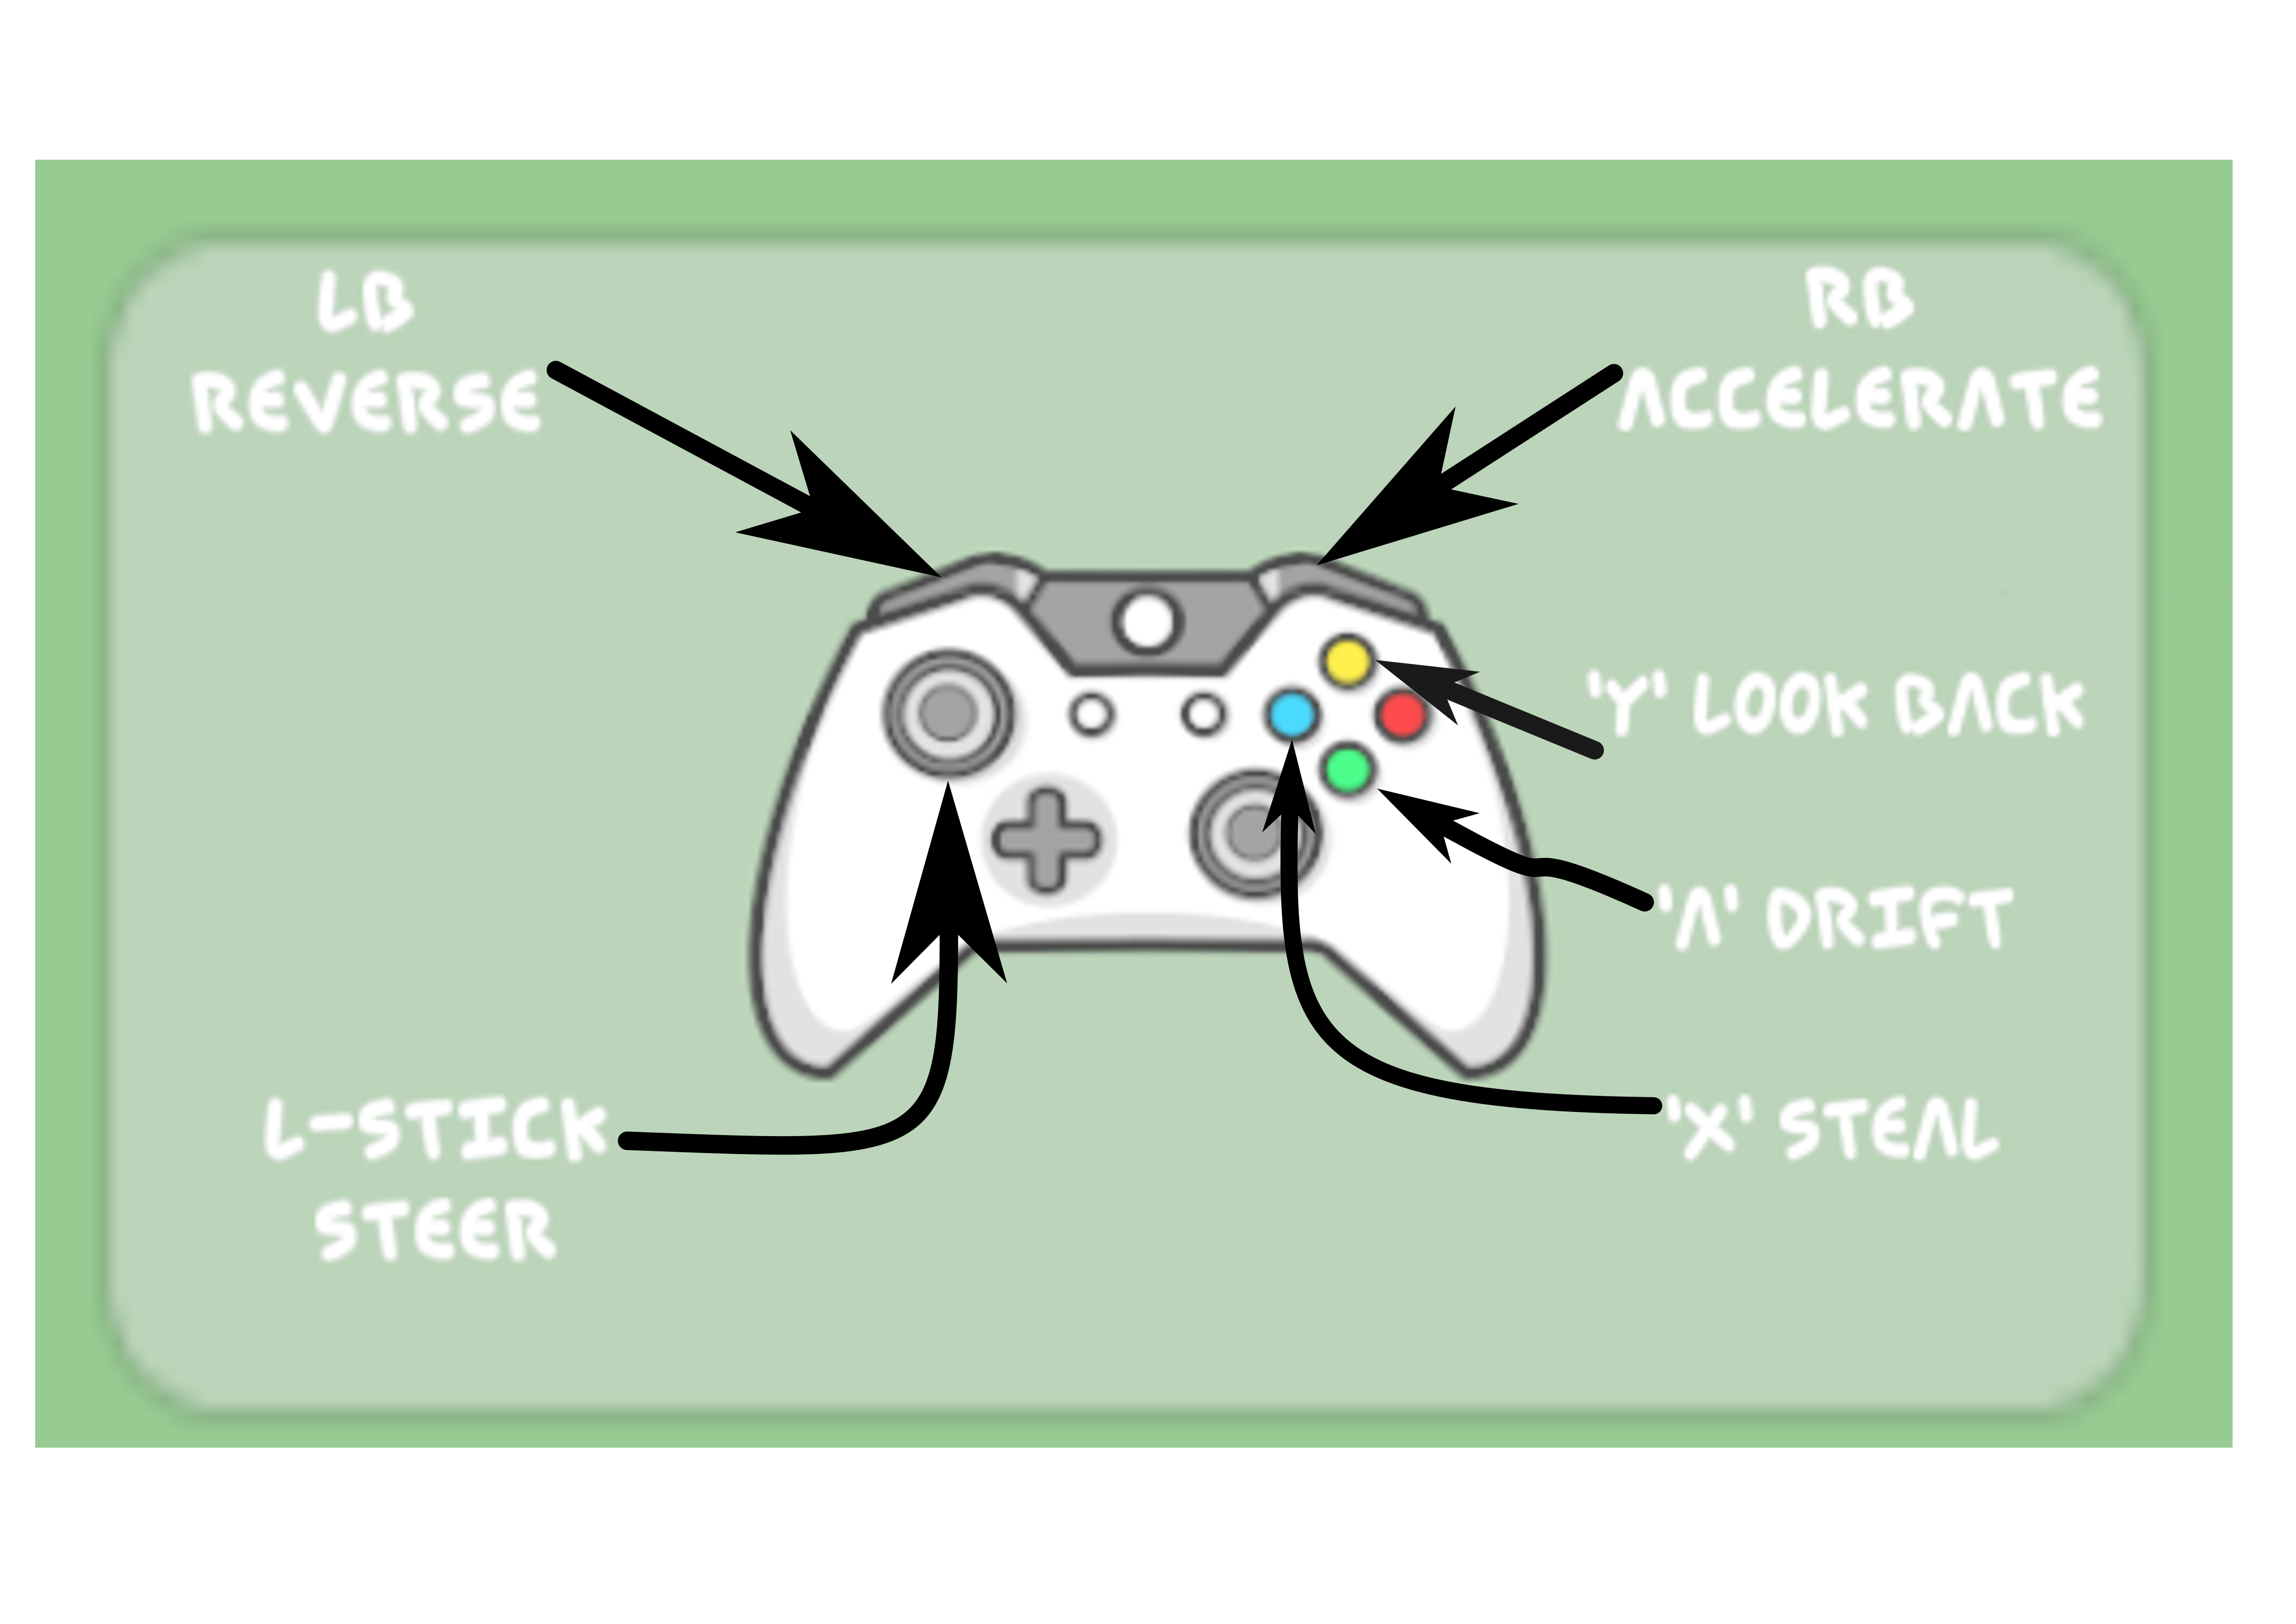 LB
REVERSE
RB
ACCELERATE
'Y' LOOK BACK
'A' DRIFT
'X' STEAL
L-STICK
STEER